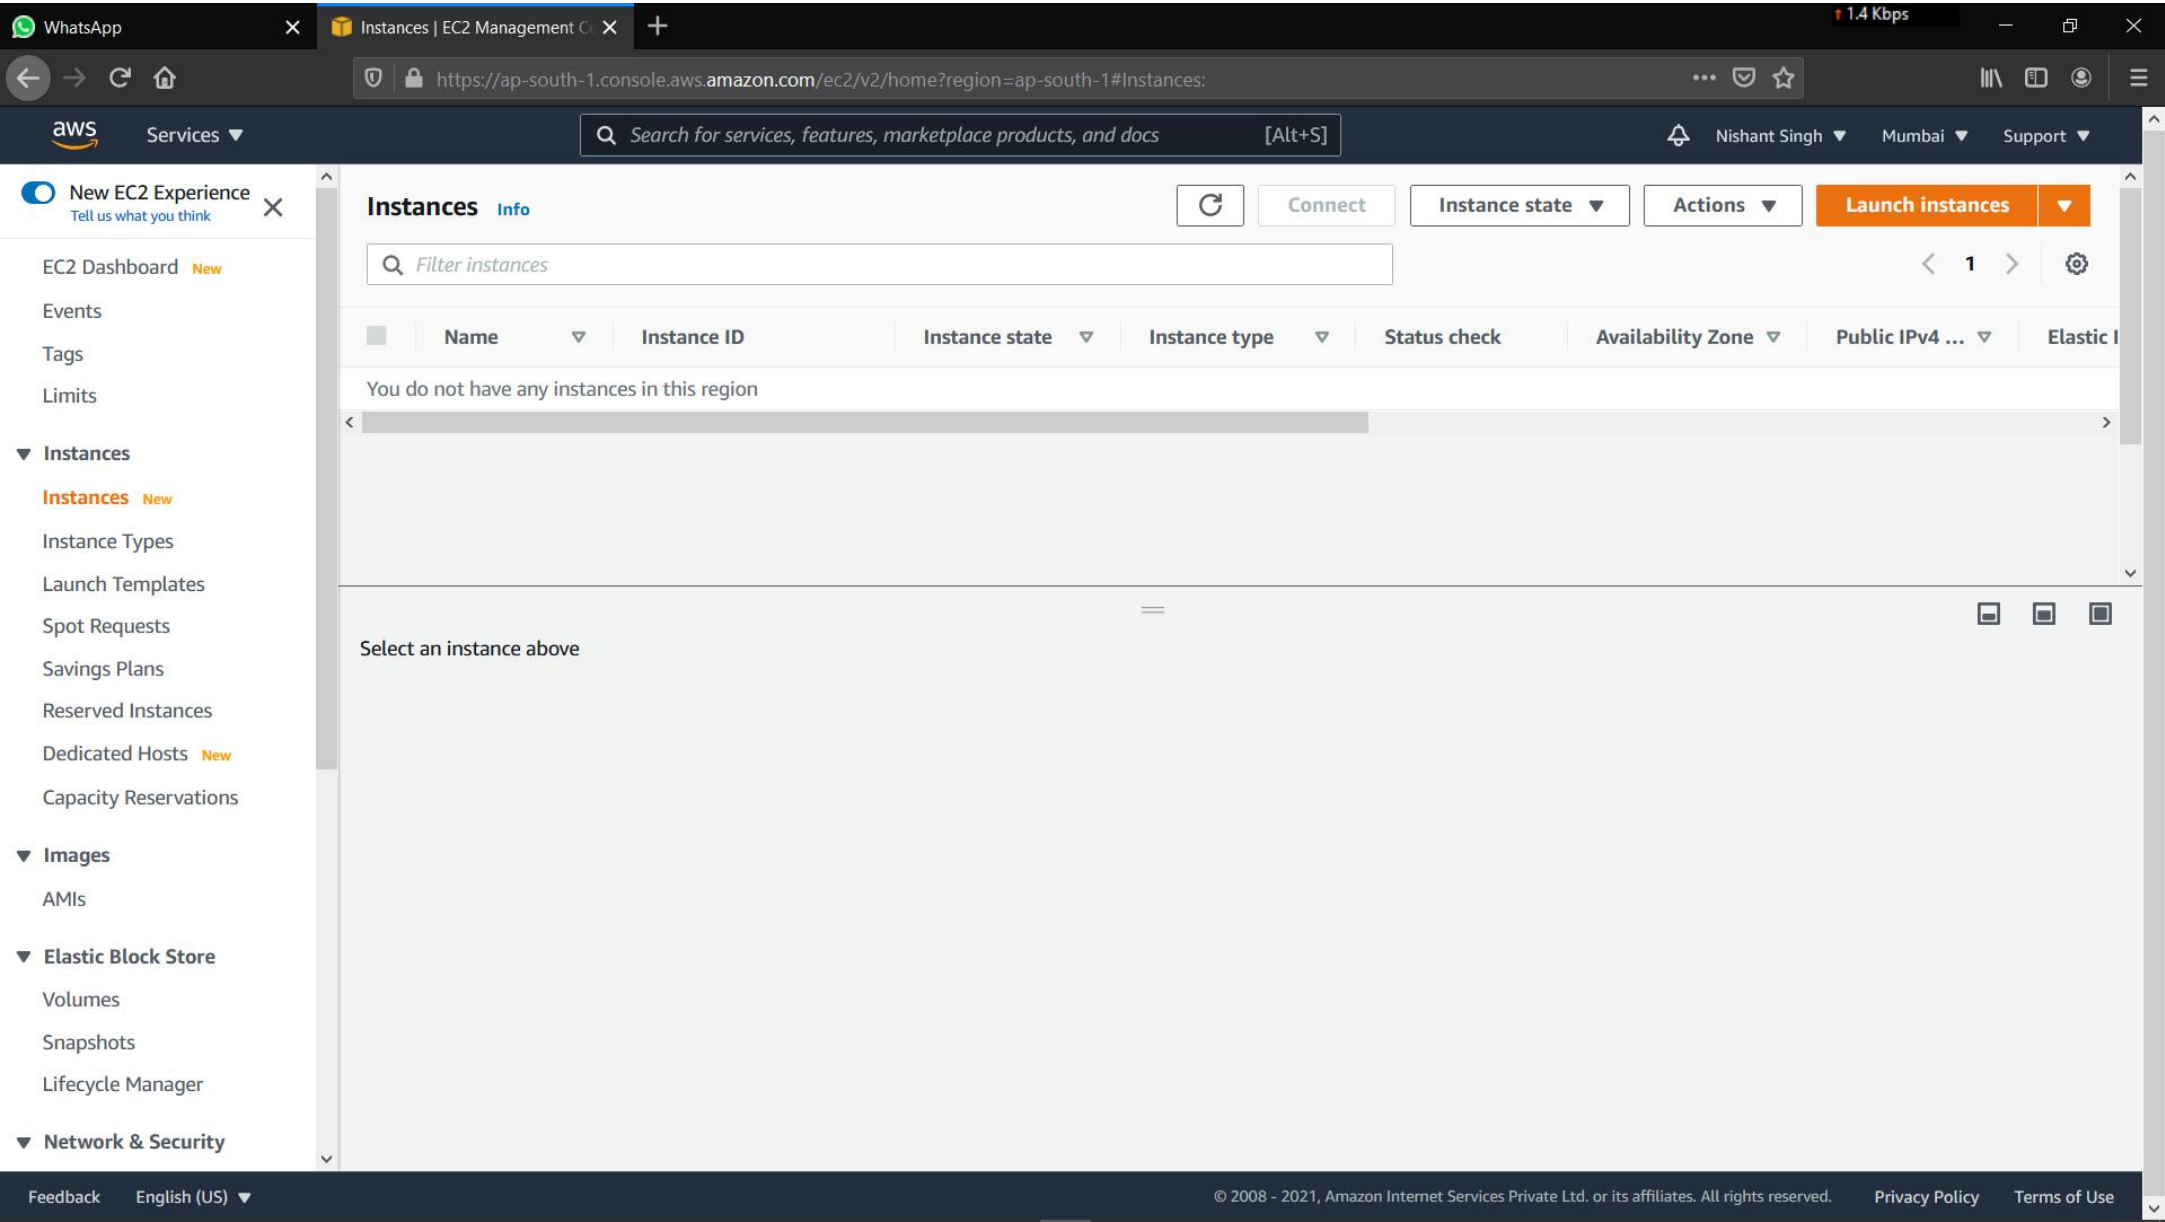 WhatsApp
Instances | EC2 Management Co
1.4 Kbps
https://ap-south-1.console.aws.amazon.com/ec2/v2/home?region=ap-south-1#Instances:
aws
Services
Search for services, features, marketplace products, and docs [Alt+S]
Nishant Singh
Mumbai
Support
New EC2 Experience
Tell us what you think
EC2 Dashboard New
Events
Tags
Limits
Instances
Instances New
Instance Types
Launch Templates
Spot Requests
Savings Plans
Reserved Instances
Dedicated Hosts New
Capacity Reservations
Images
AMIs
Elastic Block Store
Volumes
Snapshots
Lifecycle Manager
Network & Security
Instances Info
Connect
Instance state
Actions
Launch instances
Filter instances
1
Name Instance ID Instance state Instance type Status check Availability Zone Public IPv4 ... Elastic I
You do not have any instances in this region
Select an instance above
Feedback English (US)
© 2008 - 2021, Amazon Internet Services Private Ltd. or its affiliates. All rights reserved. Privacy Policy Terms of Use